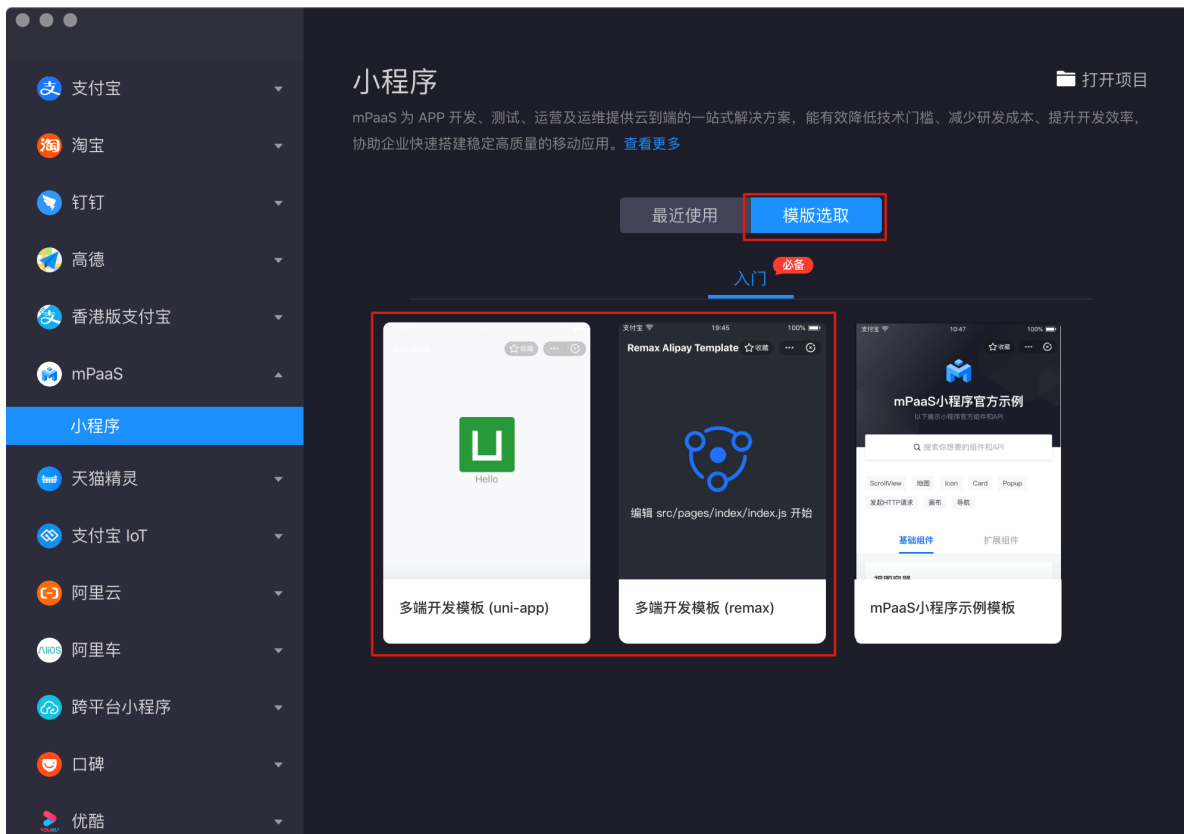 支付宝
淘宝
钉钉
高德
香港版支付宝
mPaaS
小程序
天猫精灵
支付宝 IoT
阿里云
AliOS
阿里车
跨平台小程序
口碑
优酷
小程序
打开项目
mPaaS 为 APP 开发、测试、运营及运维提供云到端的一站式解决方案，能有效降低技术门槛、减少研发成本、提升开发效率，
协助企业快速搭建稳定高质量的移动应用。查看更多
最近使用
模版选取
入门
必备
收藏
Hello
多端开发模板 (uni-app)
支付宝 19:45 100%
Remax Alipay Template 收藏
编辑 src/pages/index/index.js 开始
多端开发模板 (remax)
支付宝 10:47 100%
收藏
mPaaS小程序官方示例
以下展示小程序官方组件和API
搜索你想要的组件和API
ScrollView 地图 Icon Card Popup
发起HTTP请求 画布 导航
基础组件 扩展组件
视图容器
mPaaS小程序示例模板